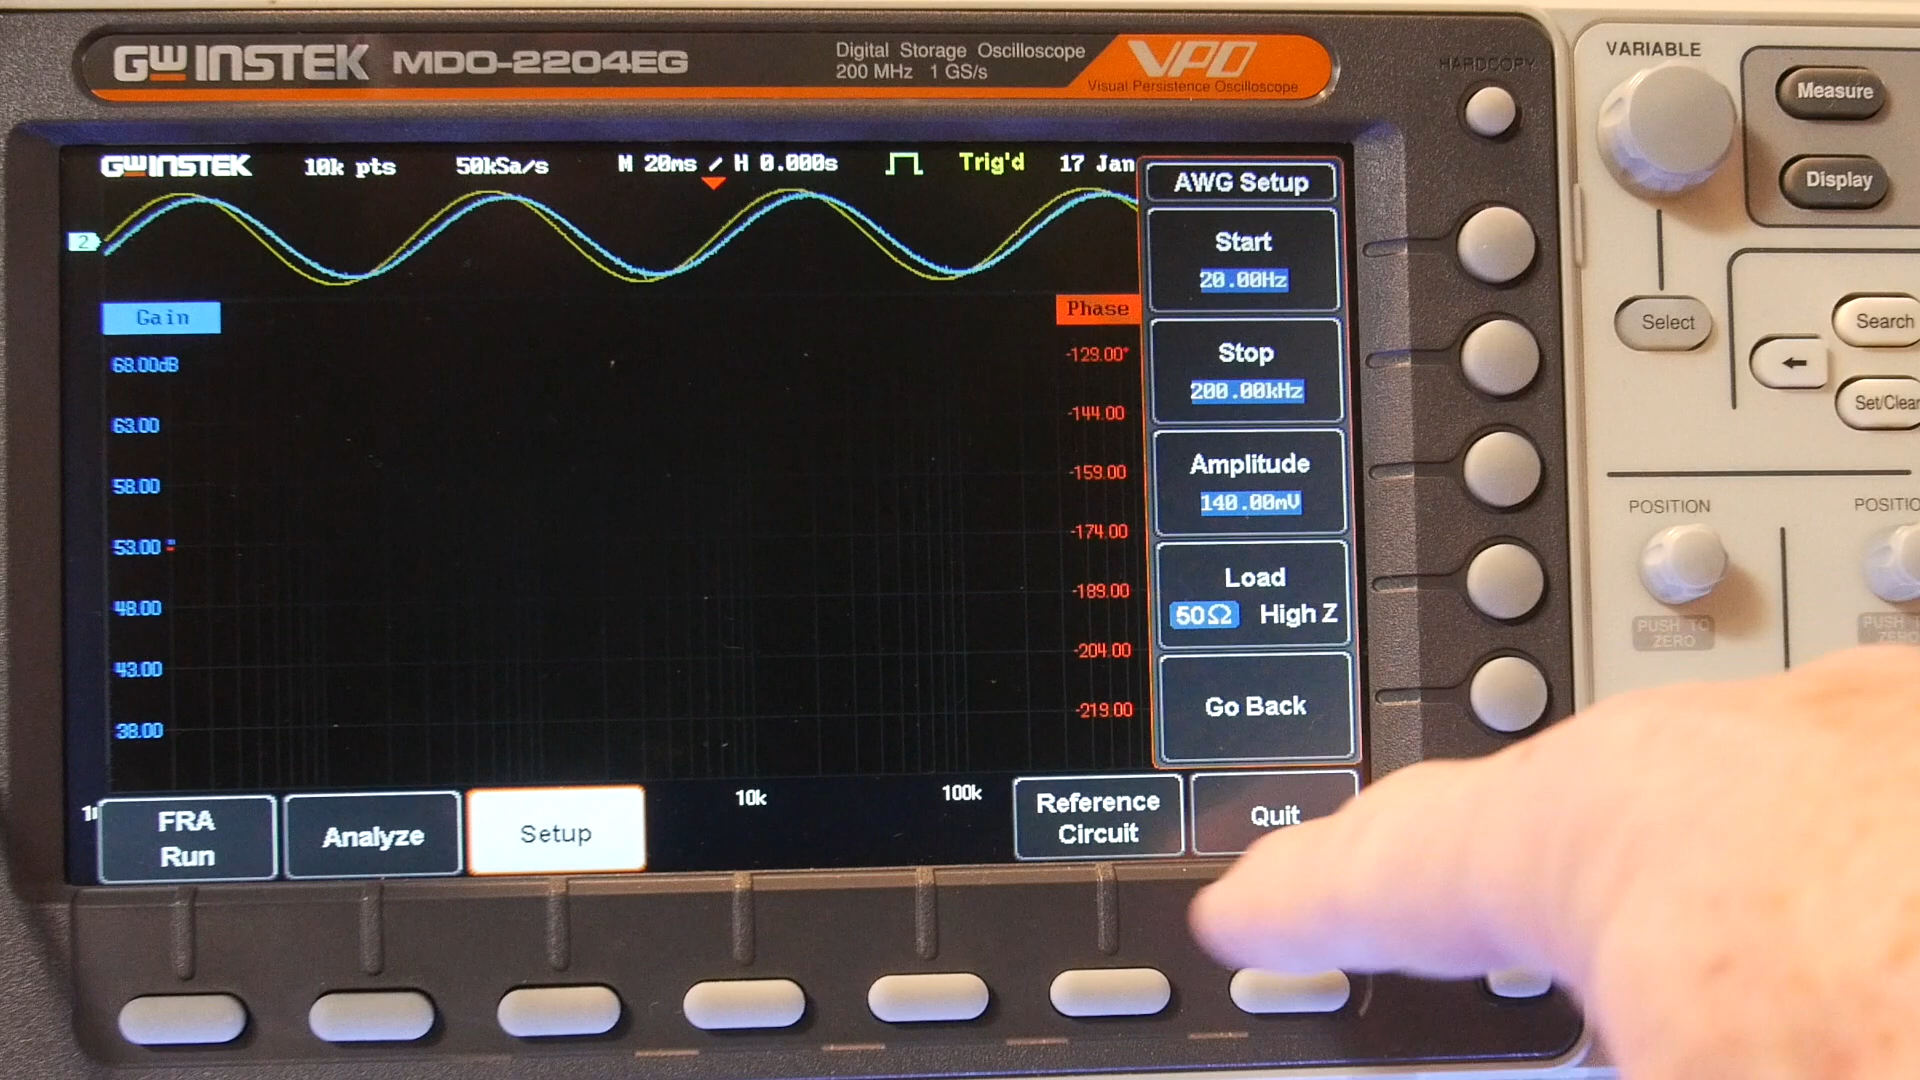 GW INSTEK MDO-2204EG
Digital Storage Oscilloscope
200 MHz 1 GS/s
VPO
Visual Persistence Oscilloscope
HARDCOPY
VARIABLE
Measure
Display
Select
Search
Set/Clear
POSITION
PUSH TO
ZERO
PUSH TO
ZERO
GW INSTEK 10k pts 50kSa/s M 20ms H 0.000s Trig'd 17 Jan
2
Gain
68.00dB
63.00
58.00
53.00
48.00
43.00
38.00
Phase
-129.00°
-144.00
-159.00
-174.00
-189.00
-204.00
-219.00
10k
100k
AWG Setup
Start
20.00Hz
Stop
200.00kHz
Amplitude
140.00mV
Load
50Ω High Z
Go Back
FRA
Run
Analyze
Setup
Reference
Circuit
Quit